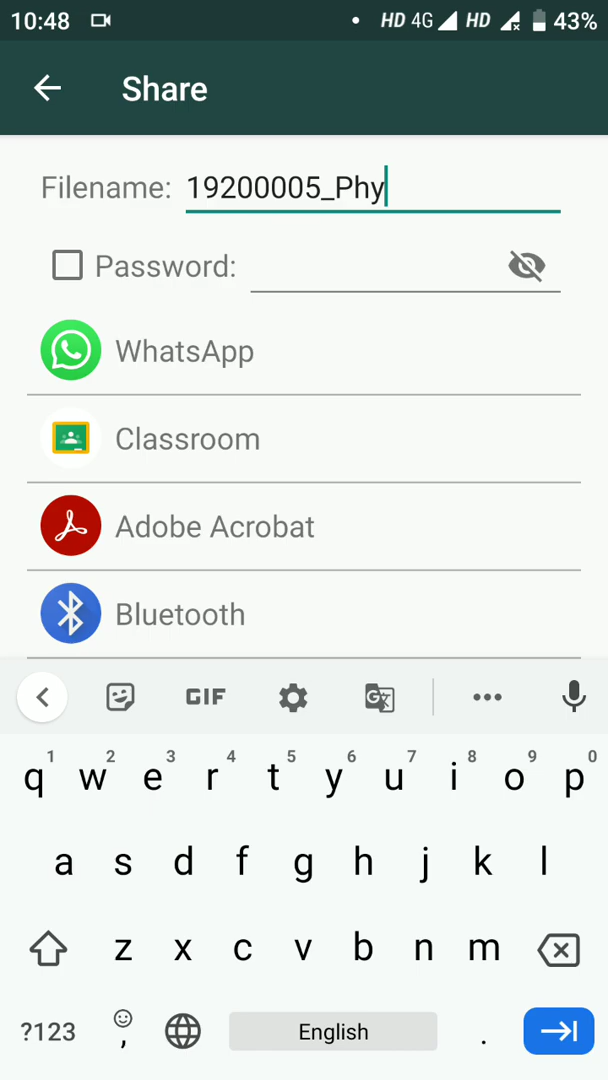 10:48 HD 4G HD 43%
Share
Filename: 19200005_Phy
Password:
WhatsApp
Classroom
Adobe Acrobat
Bluetooth
GIF
1 2 3 4 5 6 7 8 9 0
q w e r t y u i o p
a s d f g h j k l
z x c v b n m
?123 , English .